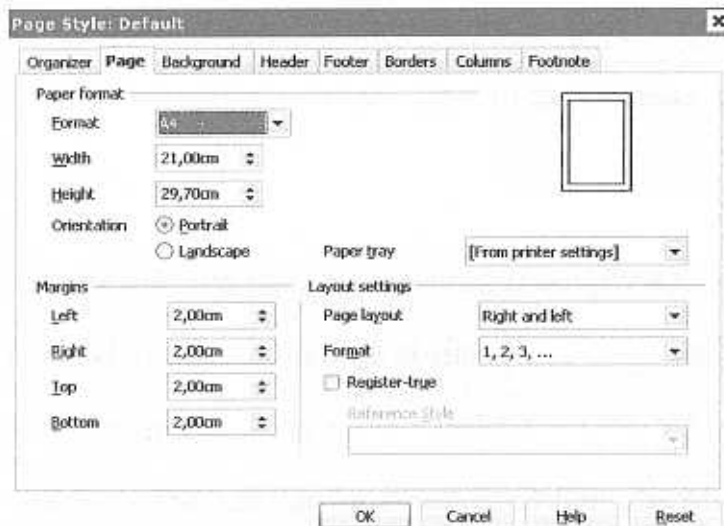 Page Style: Default
Organizer Page Background Header Footer Borders Columns Footnote
Paper format
Format A4
Width 21,00cm
Height 29,70cm
Orientation Portrait
Landscape
Paper tray [From printer settings]
Margins
Left 2,00cm
Right 2,00cm
Top 2,00cm
Bottom 2,00cm
Layout settings
Page layout Right and left
Format 1, 2, 3, ...
Register-true
Reference Style
OK Cancel Help Reset